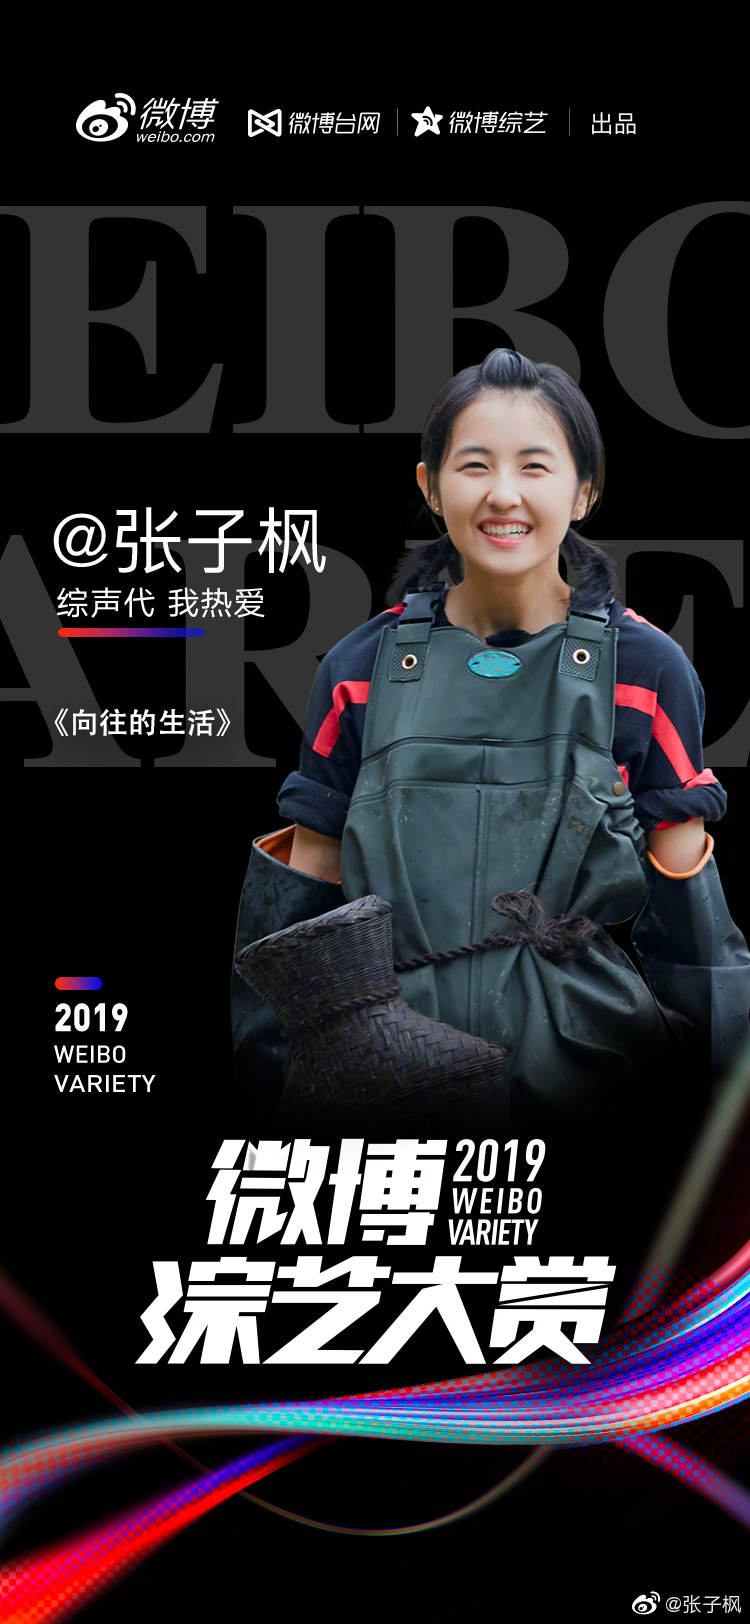 微博 微博台网 微博综艺 出品
weibo.com
EIBO
@张子枫
综声代 我热爱
ARIE
《向往的生活》
2019
WEIBO
VARIETY
微博 2019
WEIBO
VARIETY
综艺大赏
@张子枫